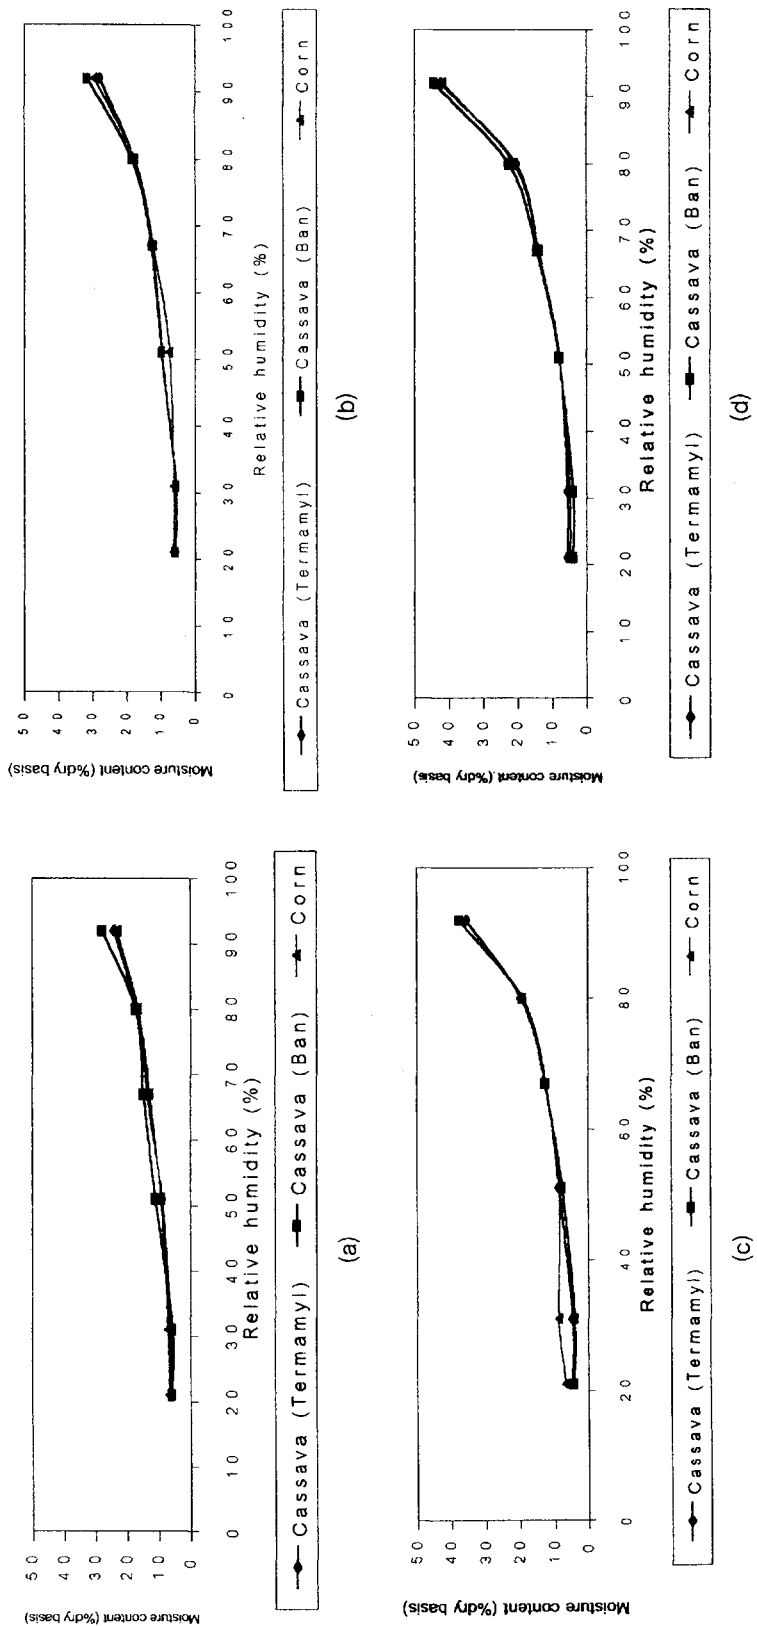 Moisture content (%dry basis)
50
40
30
20
10
0
0 10 20 30 40 50 60 70 80 90 100
Relative humidity (%)
Cassava (Termamyl) Cassava (Ban) Corn
(a)
Moisture content (%dry basis)
50
40
30
20
10
0
0 10 20 30 40 50 60 70 80 90 100
Relative humidity (%)
Cassava (Termamyl) Cassava (Ban) Corn
(b)
Moisture content (%dry basis)
50
40
30
20
10
0
0 20 40 60 80 100
Relative humidity (%)
Cassava (Termamyl) Cassava (Ban) Corn
(c)
Moisture content (%dry basis)
50
40
30
20
10
0
0 10 20 30 40 50 60 70 80 90 100
Relative humidity (%)
Cassava (Termamyl) Cassava (Ban) Corn
(d)